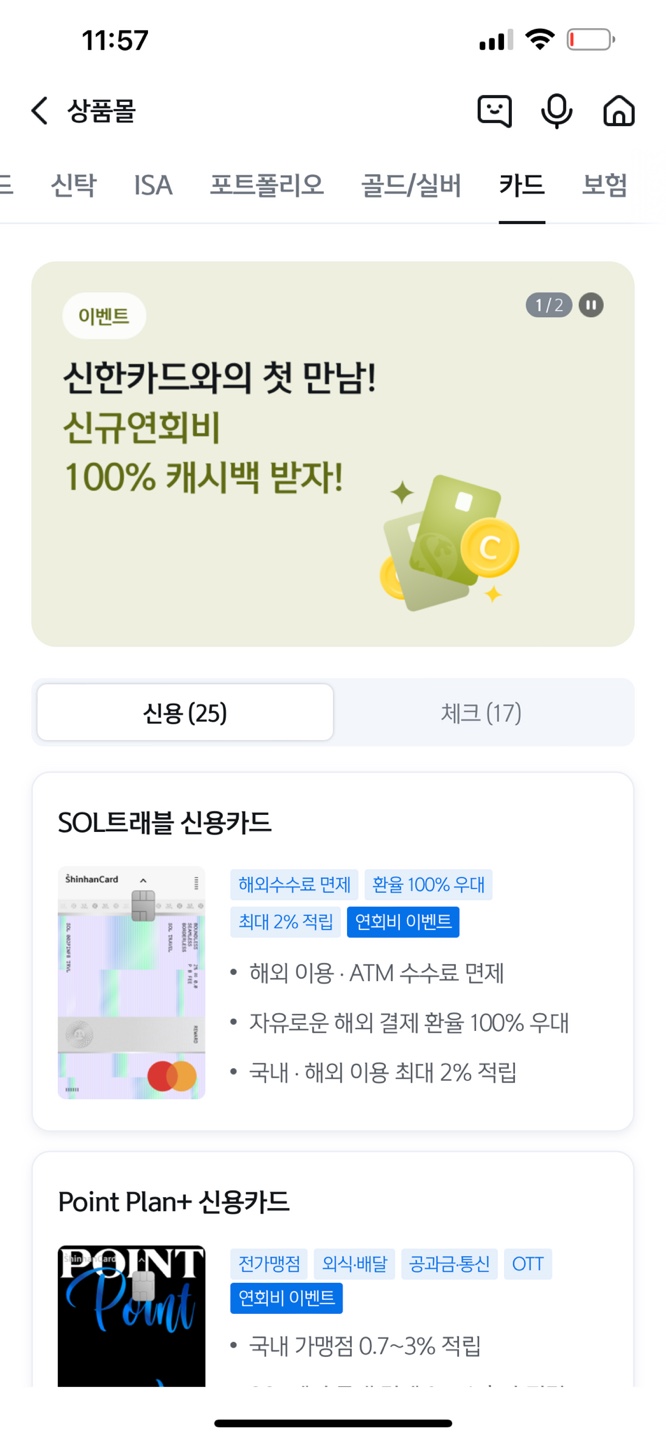 11:57
상품몰
드 신탁 ISA 포트폴리오 골드/실버 카드 보험
이벤트
1/2
신한카드와의 첫 만남!
신규연회비
100% 캐시백 받자!
C
신용 (25) 체크 (17)
SOL트래블 신용카드
ShinhanCard
해외수수료 면제 환율 100% 우대
최대 2% 적립 연회비 이벤트
• 해외 이용 · ATM 수수료 면제
• 자유로운 해외 결제 환율 100% 우대
• 국내 · 해외 이용 최대 2% 적립
Point Plan+ 신용카드
ShinhanCard
POINT
Point
전가맹점 외식·배달 공과금·통신 OTT
연회비 이벤트
• 국내 가맹점 0.7~3% 적립